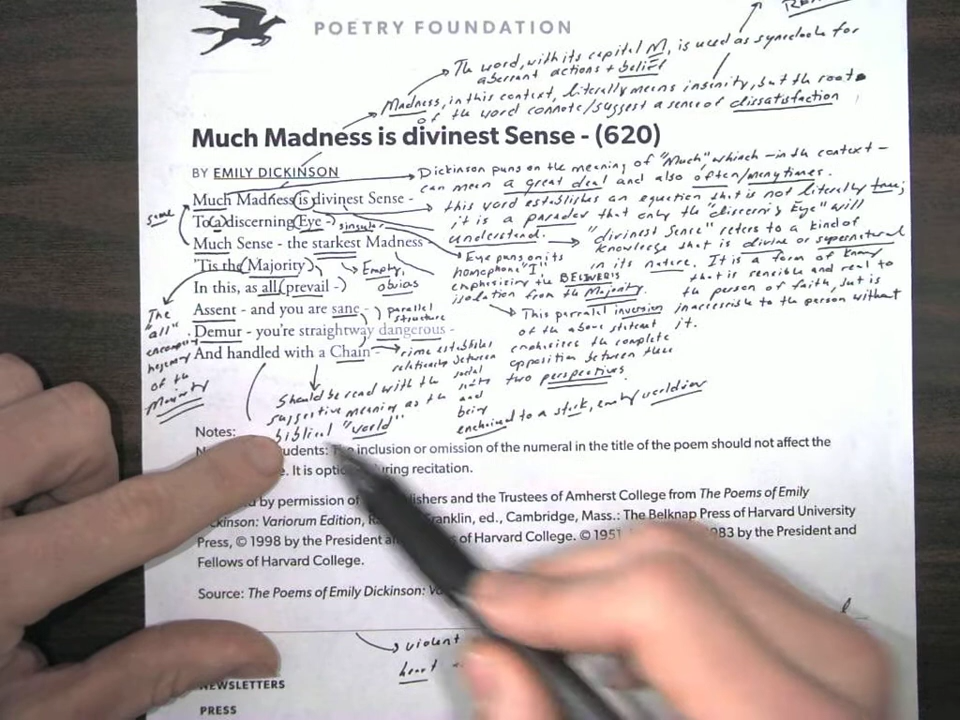 POETRY FOUNDATION
The word, with its capital M, is used as synecdoche for
aberrant actions + belief
Madness, in this context, literally means insanity, but the roots
of the word connote/suggest a sense of dissatisfaction
Much Madness is divinest Sense - (620)
BY EMILY DICKINSON
Much Madness is divinest Sense -
To a discerning Eye -
Much Sense - the starkest Madness -
'Tis the Majority
In this, as all, prevail -
Assent - and you are sane -
Demur - you're straightway dangerous -
And handled with a Chain -
Dickinson puns on the meaning of "Much" which - in this context -
can mean a great deal and also often/many times.
this word establishes an equation that is not literally true;
it is a paradox that only the "discerning Eye" will
understand.
"divinest Sense" refers to a kind of
knowledge that is divine or supernatural
in its nature. It is a form of
that is sensible and real to
the person of faith, but is
inaccessible to the person without
it.
same
singular
Empty,
obvious
Eye puns on its
homophone "I"
emphasizing the BELIEVER'S
isolation from the Majority.
parallel
structure
This parallel inversion
of the above statement
emphasizes the complete
opposition between these
two perspectives
The
"all"
of the
Majority
rime establishes
relationship between
social
and
being
enchained to a stark, empty worldview
Should be read with the
suggestive meaning as the
biblical "world"
Notes:
The inclusion or omission of the numeral in the title of the poem should not affect the
It is during recitation.
by permission of the Trustees of Amherst College from The Poems of Emily
Variorum Edition, Franklin, ed., Cambridge, Mass.: The Belknap Press of Harvard University
Press, © 1998 by the President of Harvard College. © 1951, by the President and
Fellows of Harvard College.
Source: The Poems of Emily Dickinson:
violent
heart
NEWSLETTERS
PRESS